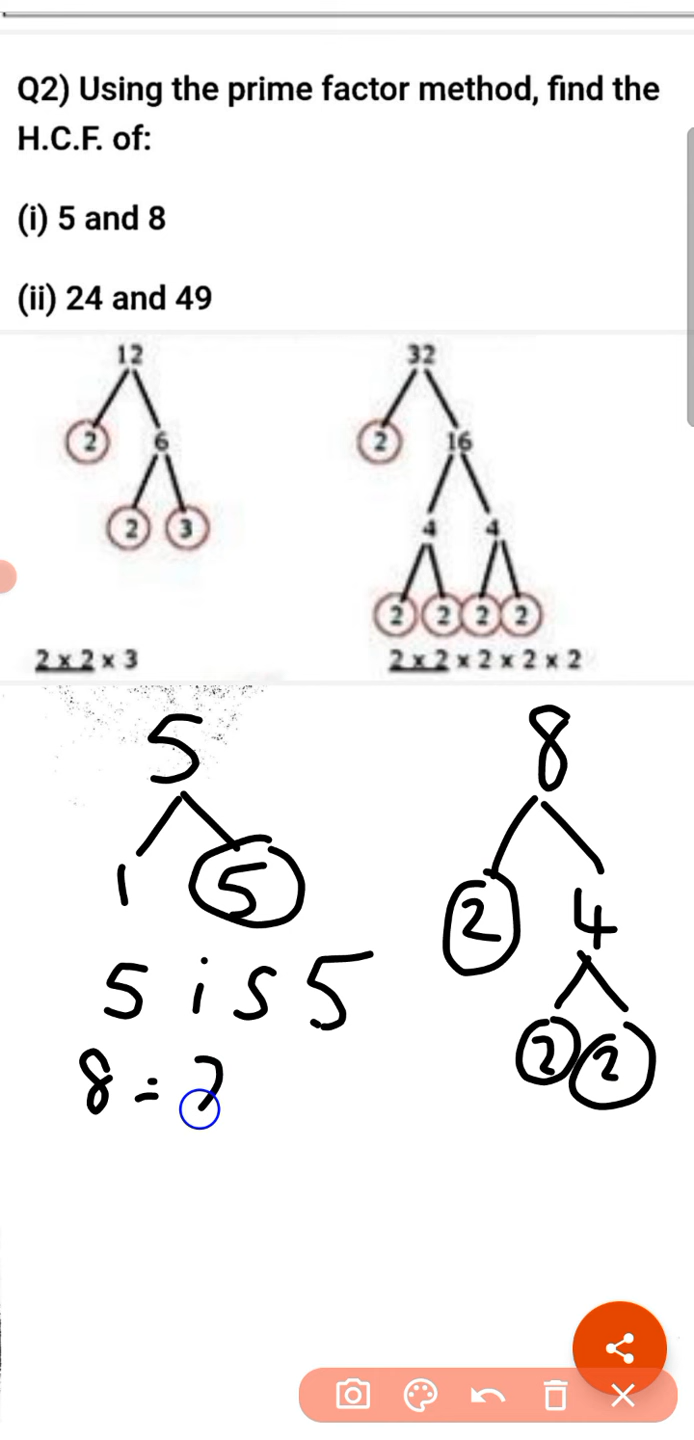 Q2) Using the prime factor method, find the
H.C.F. of:
(i) 5 and 8
(ii) 24 and 49
12 32
2 6 2 16
2 3 4 4
2 2 2 2
2 x 2 x 3 2 x 2 x 2 x 2 x 2
5 8
1 5 2 4
5 is 5
2 2
8 =